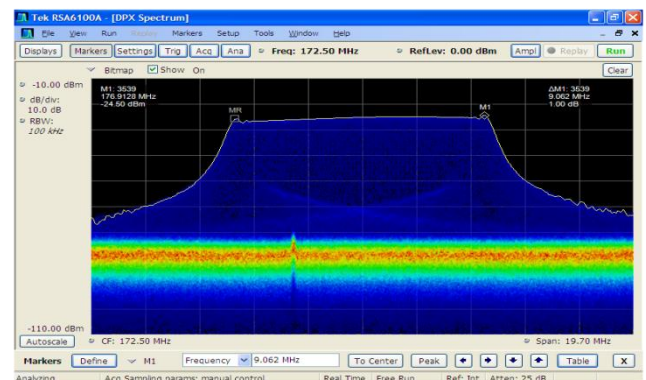 Tek RSA6100A - [DPX Spectrum]
File View Run Replay Markers Setup Tools Window Help
Displays Markers Settings Trig Acq Ana Freq: 172.50 MHz RefLev: 0.00 dBm Ampl Replay Run
Bitmap Show On Clear
-10.00 dBm
dB/div:
10.0 dB
RBW:
100 kHz
M1: 3539
176.9128 MHz
-24.50 dBm
MR
M1
ΔM1: 3539
9.062 MHz
1.00 dB
-110.00 dBm
Autoscale CF: 172.50 MHz Span: 19.70 MHz
Markers Define M1 Frequency 9.062 MHz To Center Peak Table X
Analyzing Acq Sampling params: manual control Real Time Free Run Ref: Int Atten: 25 dB